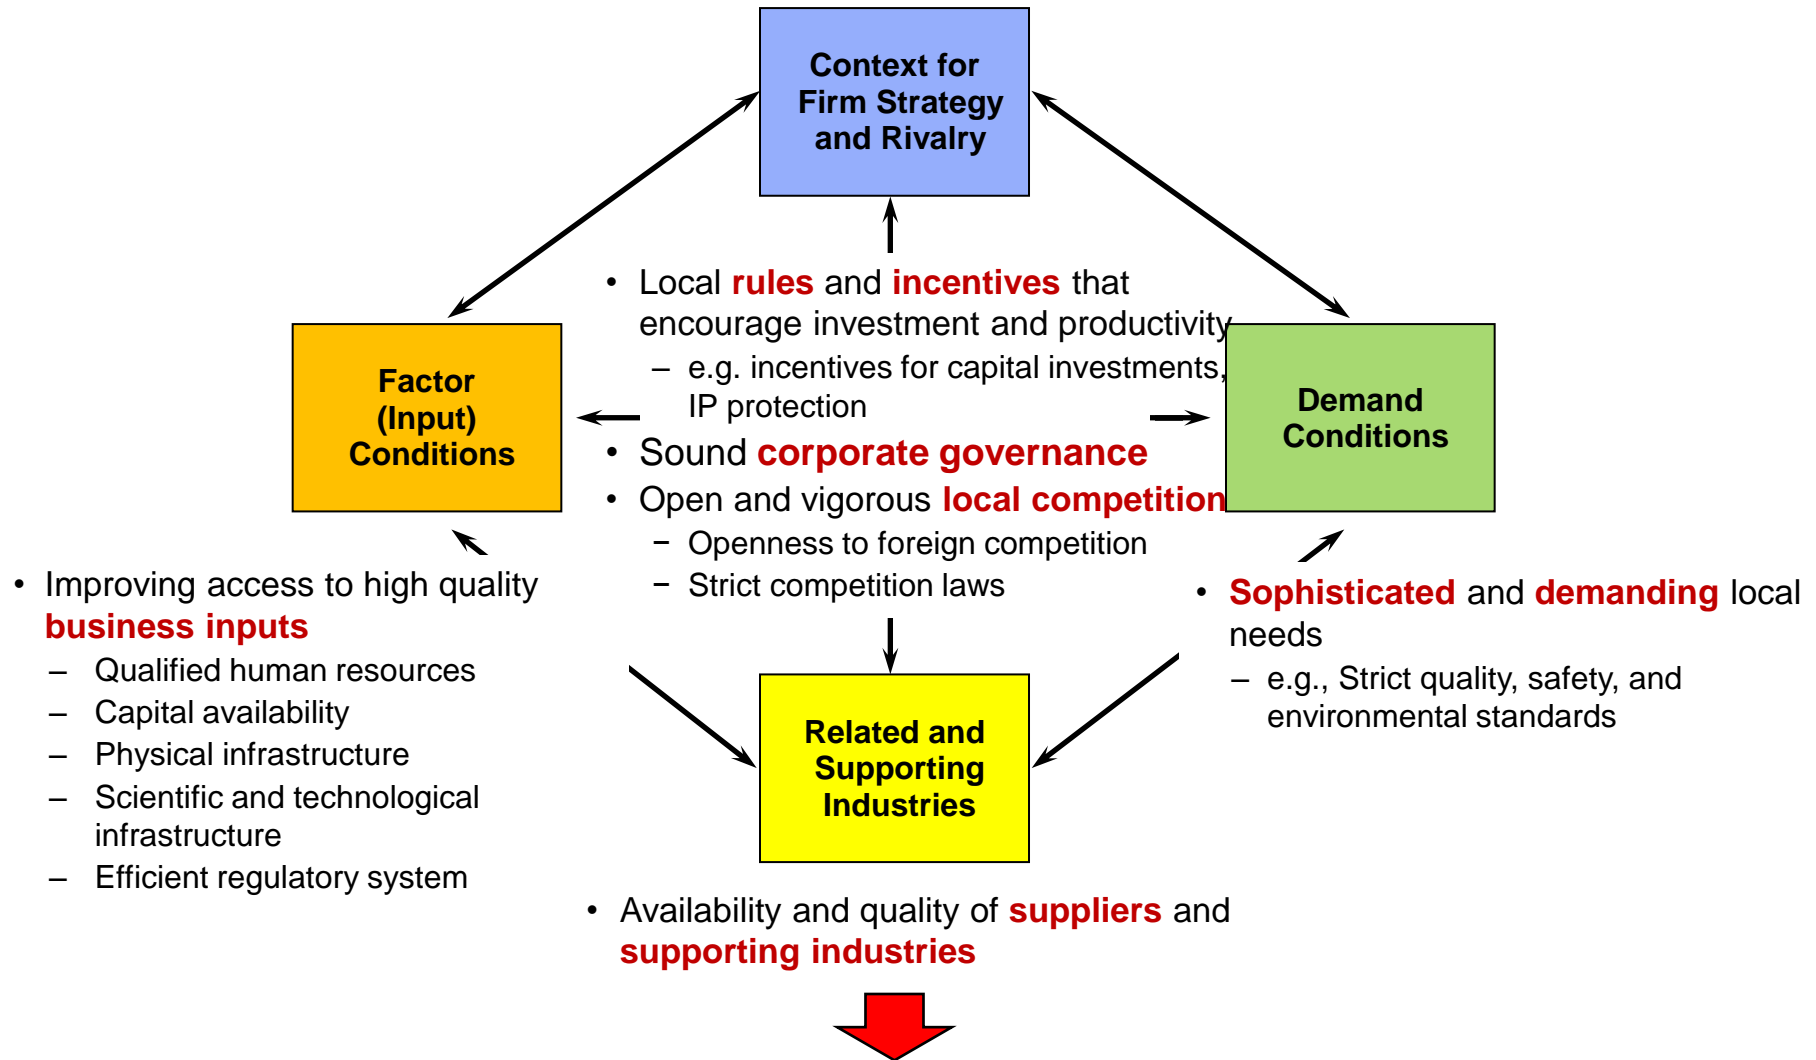 Context for
Firm Strategy
and Rivalry
• Local rules and incentives that
encourage investment and productivity
– e.g. incentives for capital investments,
IP protection
• Sound corporate governance
• Open and vigorous local competition
− Openness to foreign competition
− Strict competition laws
Factor
(Input)
Conditions
Demand
Conditions
• Improving access to high quality
business inputs
– Qualified human resources
– Capital availability
– Physical infrastructure
– Scientific and technological
infrastructure
– Efficient regulatory system
• Sophisticated and demanding local
needs
– e.g., Strict quality, safety, and
environmental standards
Related and
Supporting
Industries
• Availability and quality of suppliers and
supporting industries